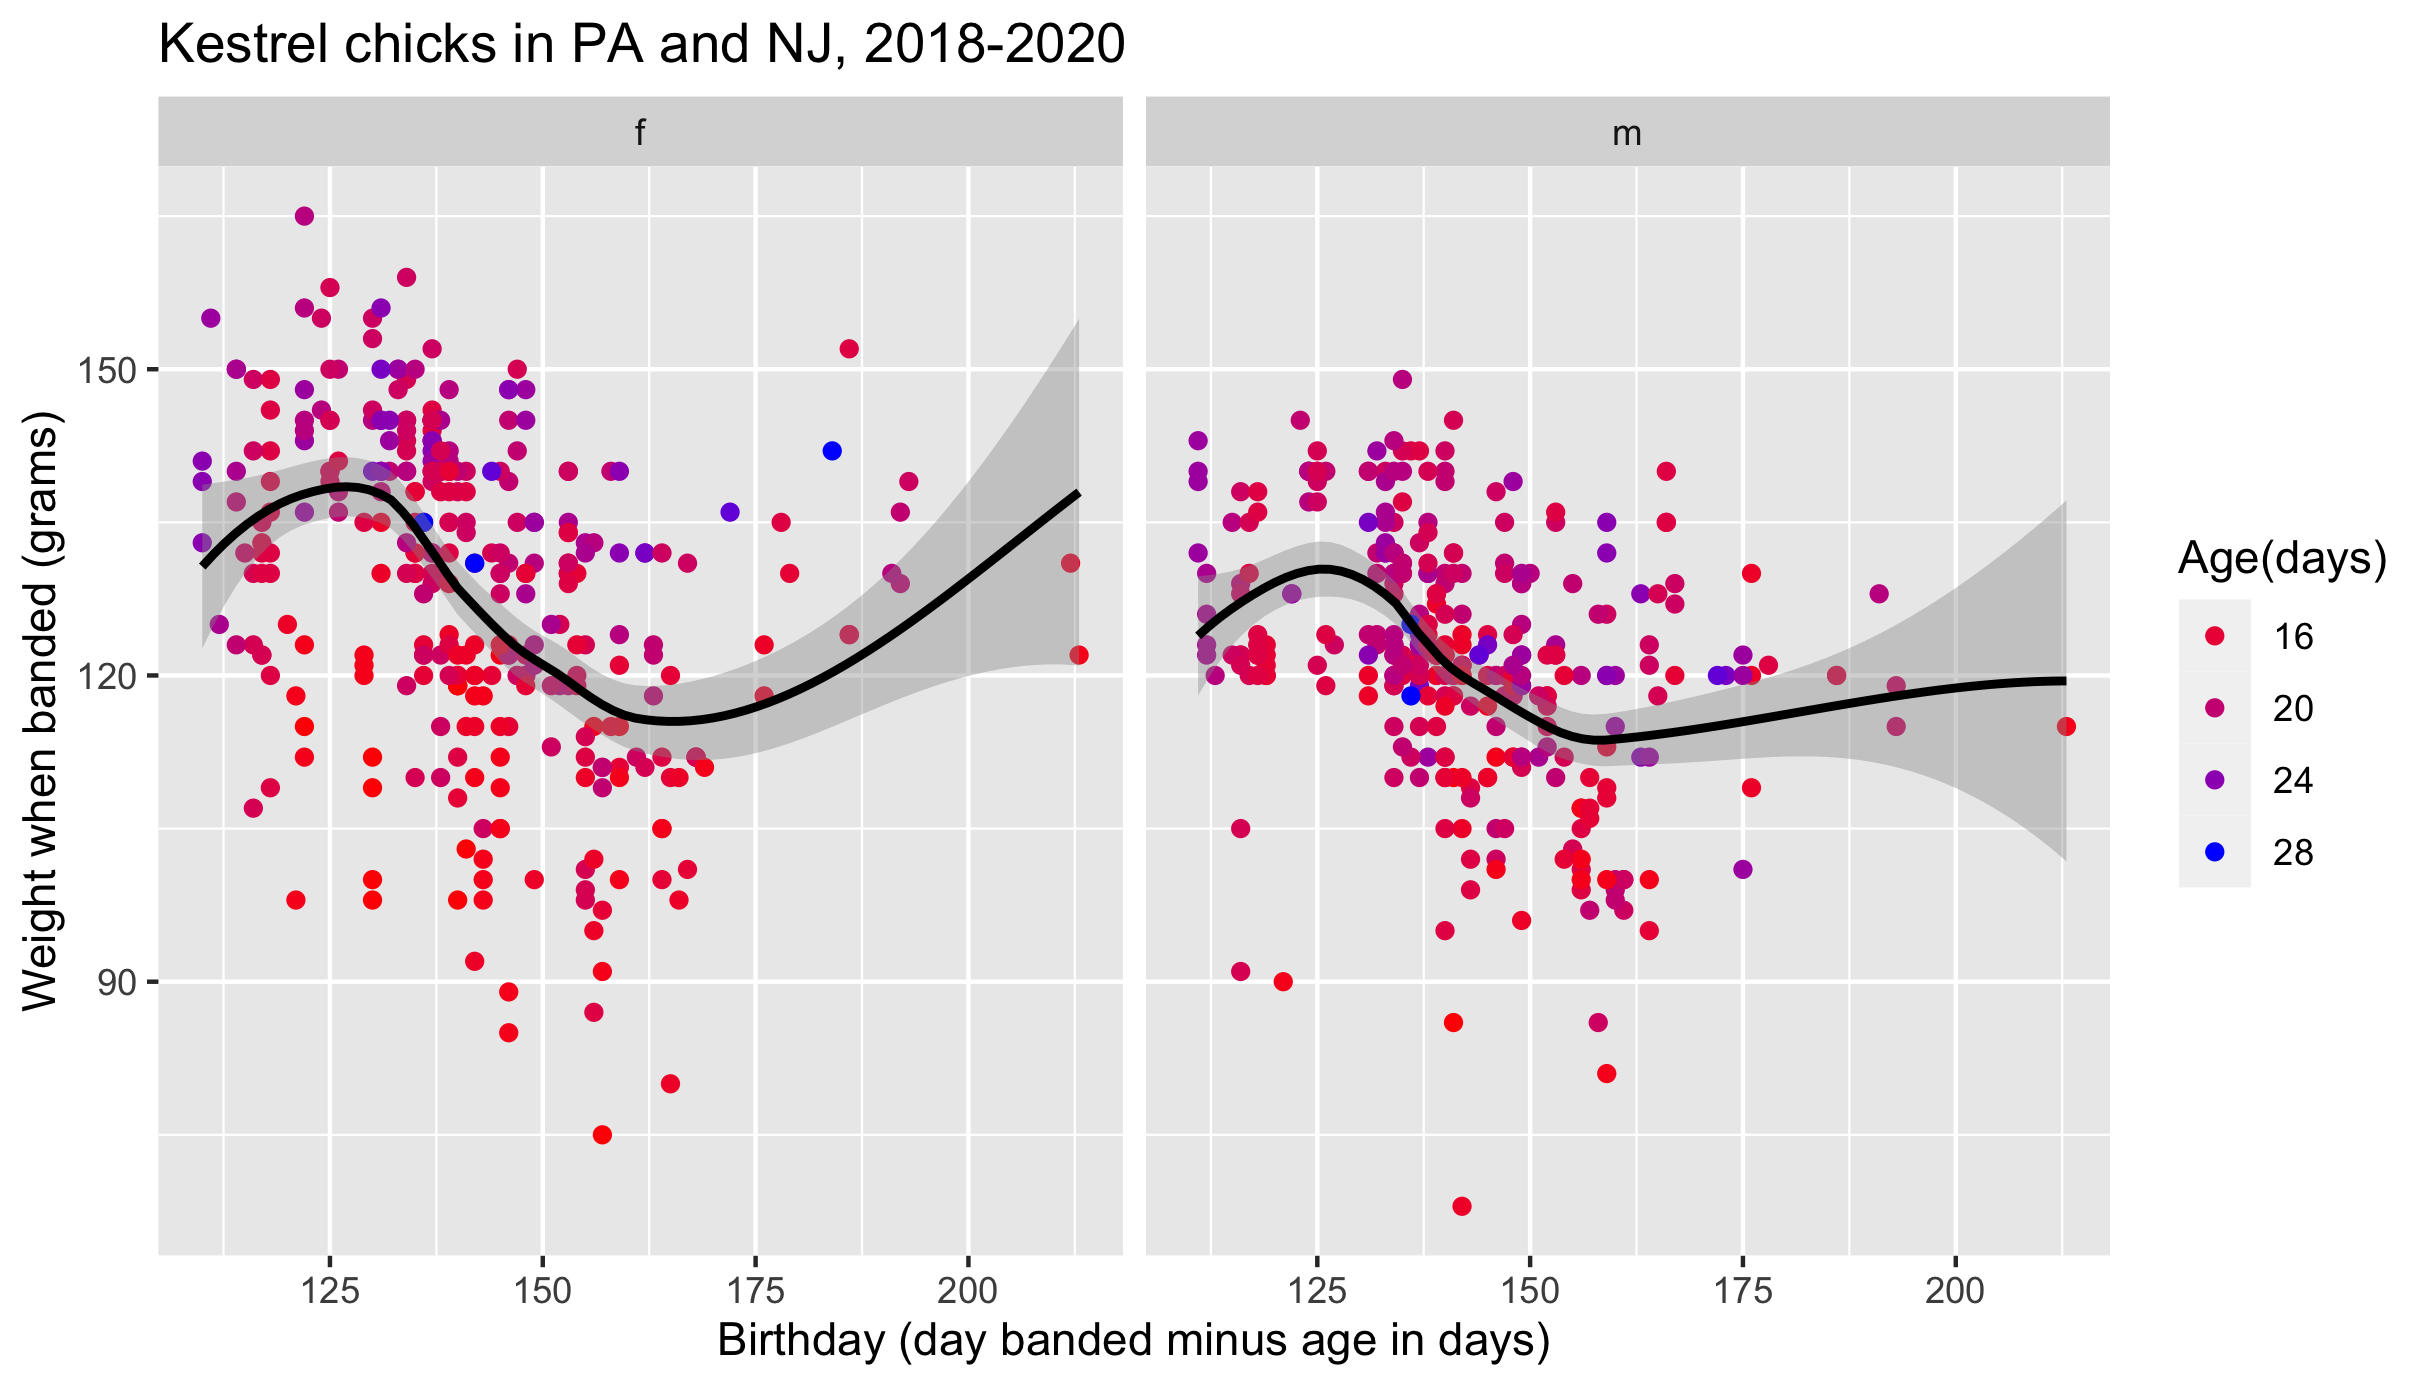 Kestrel chicks in PA and NJ, 2018-2020
f
m
Weight when banded (grams)
150
120
90
125
150
175
200
125
150
175
200
Birthday (day banded minus age in days)
Age(days)
16
20
24
28